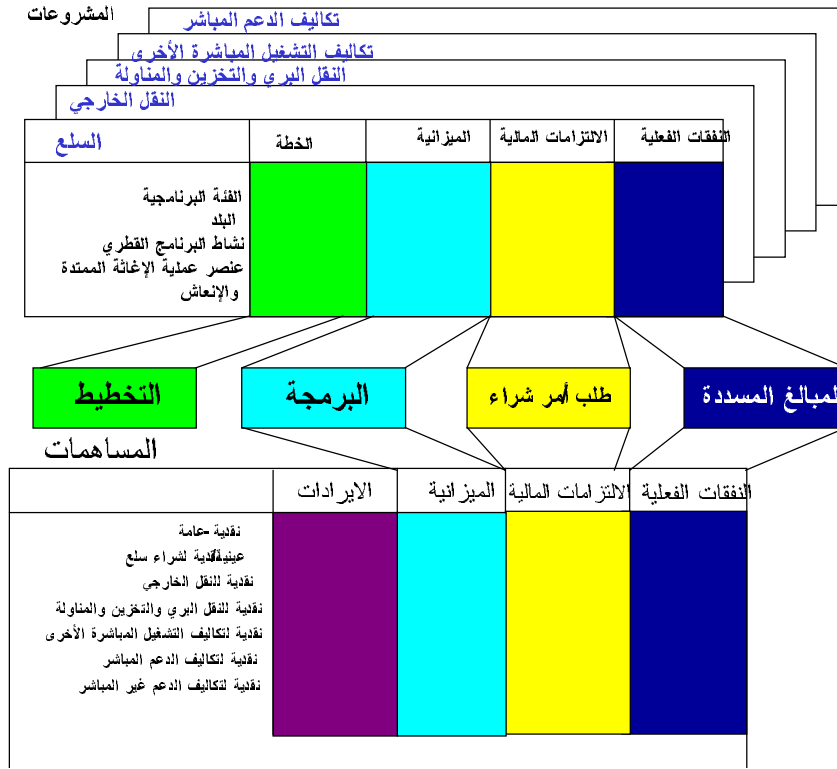 المشروعات
تكاليف الدعم المباشر
تكاليف التشغيل المباشرة الأخرى
النقل البري والتخزين والمناولة
النقل الخارجي
السلع
الخطة
الميزانية
الالتزامات المالية
النفقات الفعلية
الفئة البرنامجية
البلد
نشاط البرنامج القطري
عنصر عملية الإغاثة الممتدة
والإنعاش
التخطيط
البرمجة
طلب أمر شراء
المبالغ المسددة
المساهمات
الايرادات
الميزانية
الالتزامات المالية
النفقات الفعلية
نقدية -عامة
عينية/نقدية لشراء سلع
نقدية للنقل الخارجي
نقدية للنقل البري والتخزين والمناولة
نقدية لتكاليف التشغيل المباشرة الأخرى
نقدية لتكاليف الدعم المباشر
نقدية لتكاليف الدعم غير المباشر